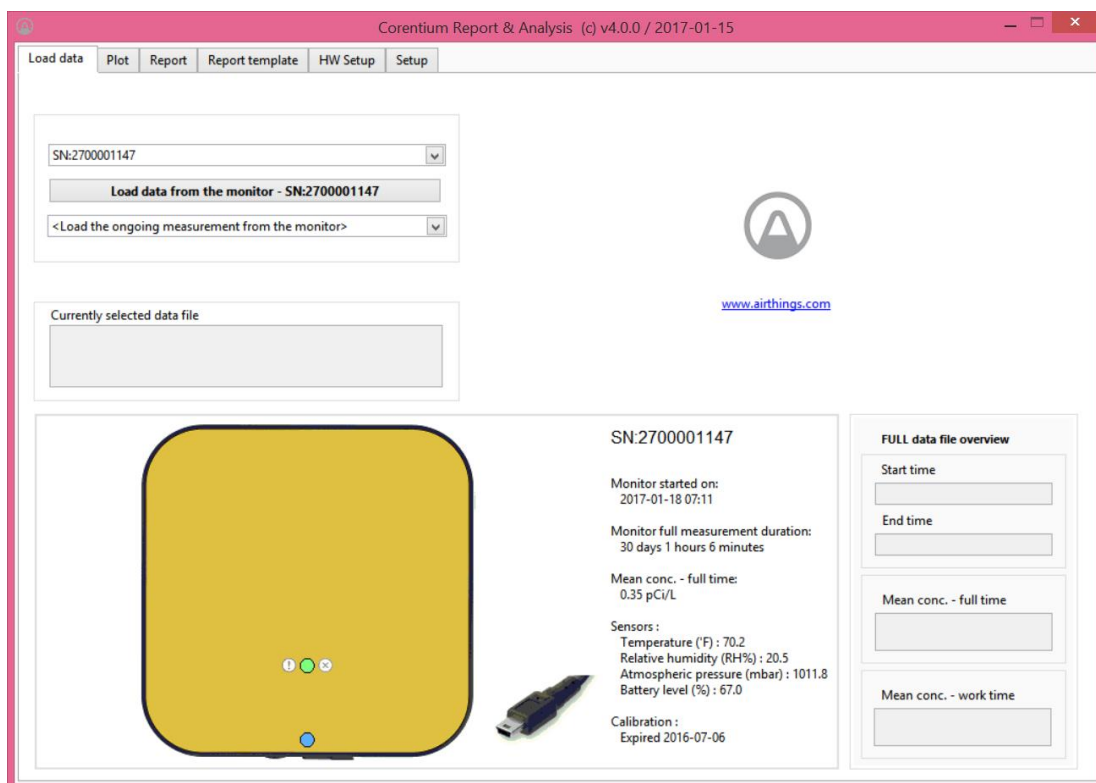 Corentium Report & Analysis (c) v4.0.0 / 2017-01-15
Load data
Plot
Report
Report template
HW Setup
Setup
SN:2700001147
Load data from the monitor - SN:2700001147
<Load the ongoing measurement from the monitor>
www.airthings.com
Currently selected data file
SN:2700001147
Monitor started on:
2017-01-18 07:11
Monitor full measurement duration:
30 days 1 hours 6 minutes
Mean conc. - full time:
0.35 pCi/L
Sensors :
Temperature (°F) : 70.2
Relative humidity (RH%) : 20.5
Atmospheric pressure (mbar) : 1011.8
Battery level (%) : 67.0
Calibration :
Expired 2016-07-06
FULL data file overview
Start time
End time
Mean conc. - full time
Mean conc. - work time